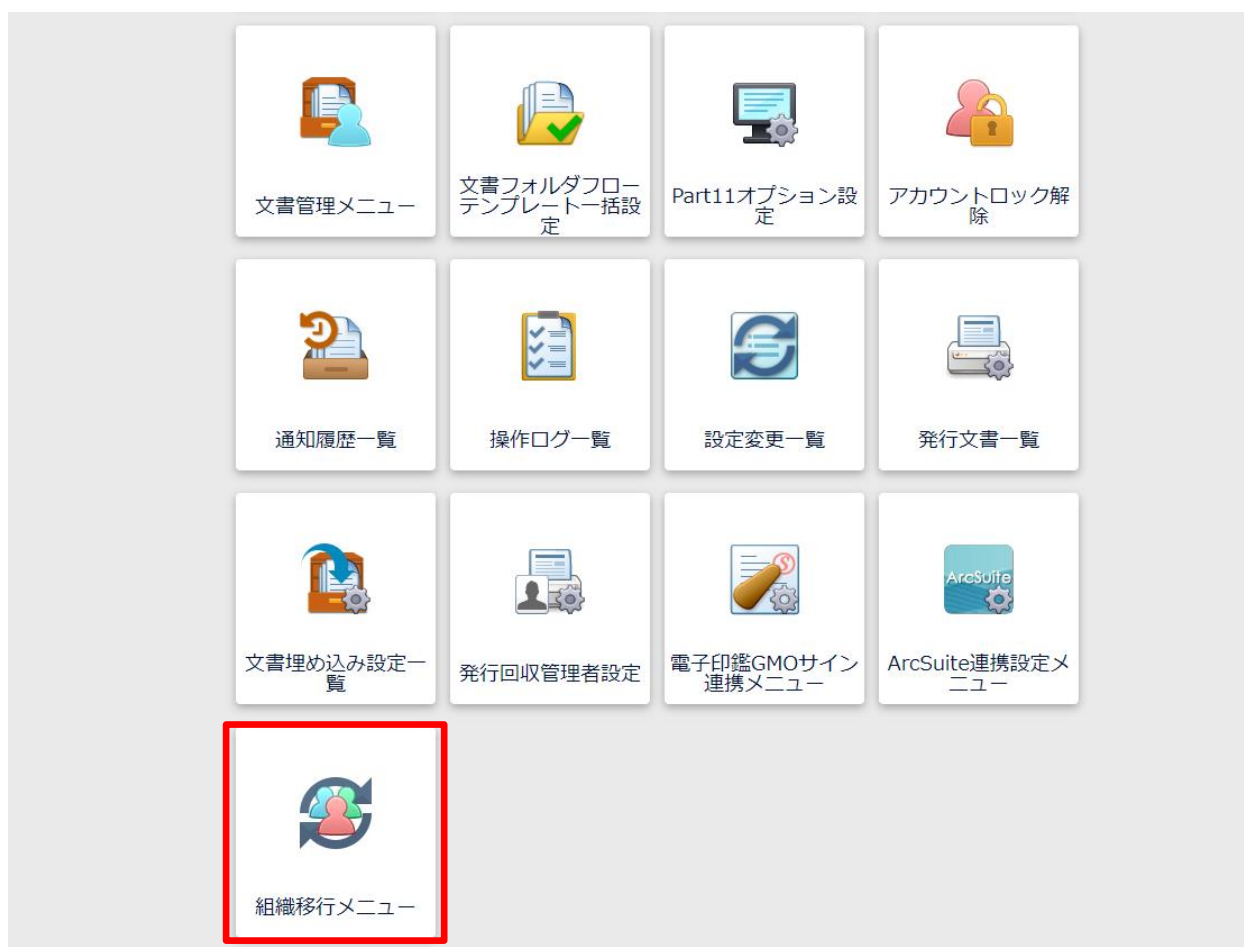 文書管理メニュー
文書フォルダフロー
テンプレート一括設
定
Part11オプション設
定
アカウントロック解
除
通知履歴一覧
操作ログ一覧
設定変更一覧
発行文書一覧
文書埋め込み設定一
覧
発行回収管理者設定
電子印鑑GMOサイン
連携メニュー
ArcSuite
ArcSuite連携設定メ
ニュー
組織移行メニュー